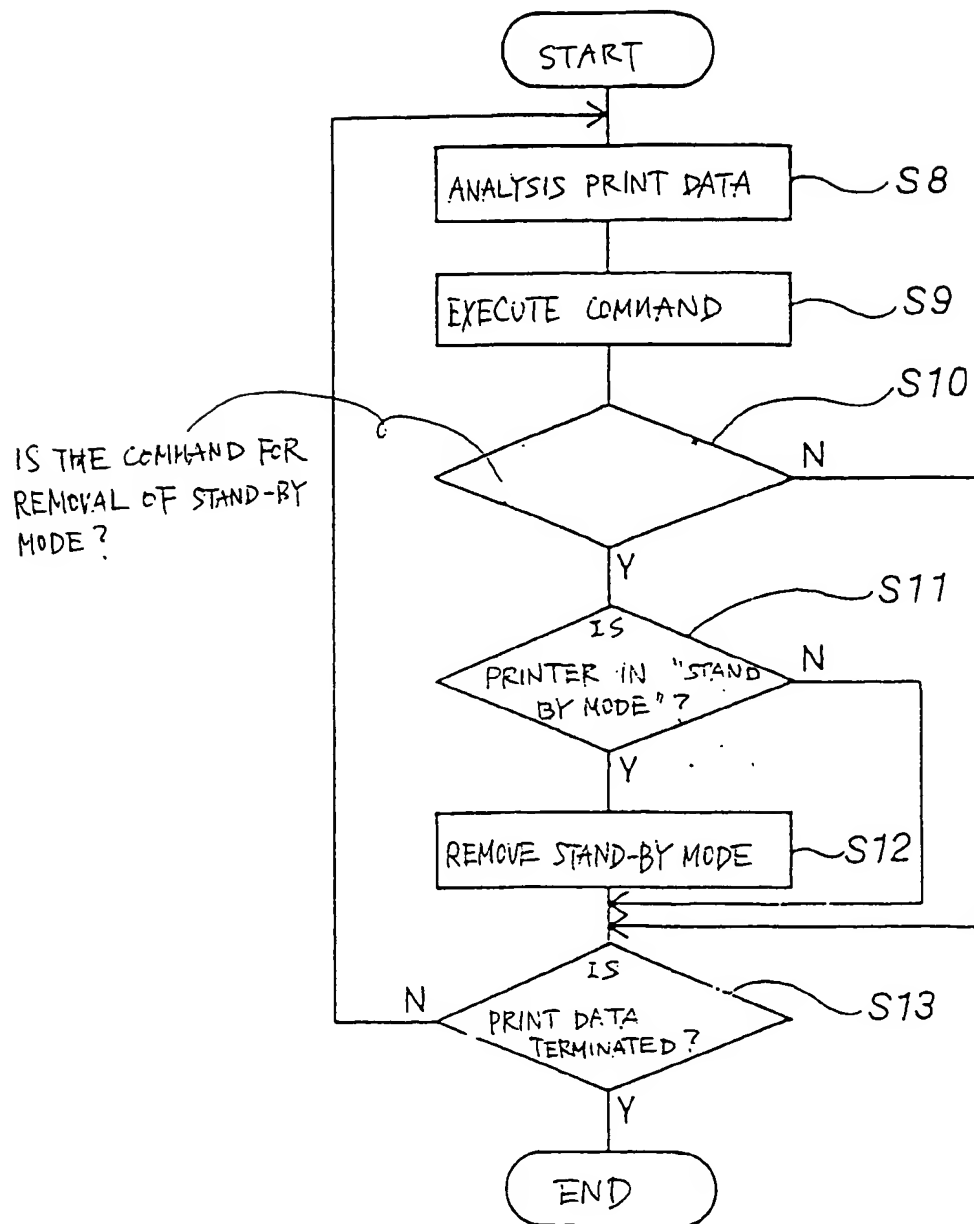 START
ANALYSIS PRINT DATA
S8
EXECUTE COMMAND
S9
S10
IS THE COMMAND FOR
REMOVAL OF STAND-BY
MODE?
N
Y
S11
IS
PRINTER IN "STAND
BY MODE"?
N
Y
REMOVE STAND-BY MODE
S12
IS
PRINT DATA
TERMINATED?
S13
N
Y
END